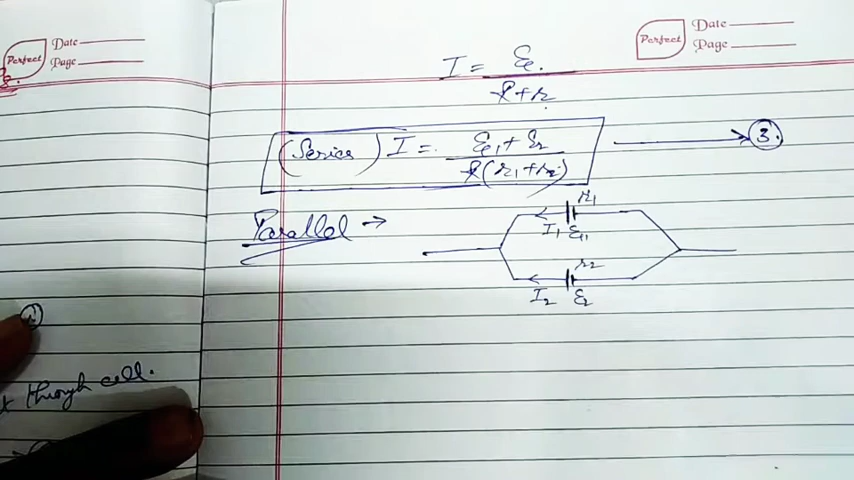 Perfect
Date
Page
Perfect
Date
Page
I = ε.
R+r
(Series) I = ε1 + ε2
R(r1+r2)
3.
Parallel →
r1
I1 ε1
r2
I2 ε2
through cell.